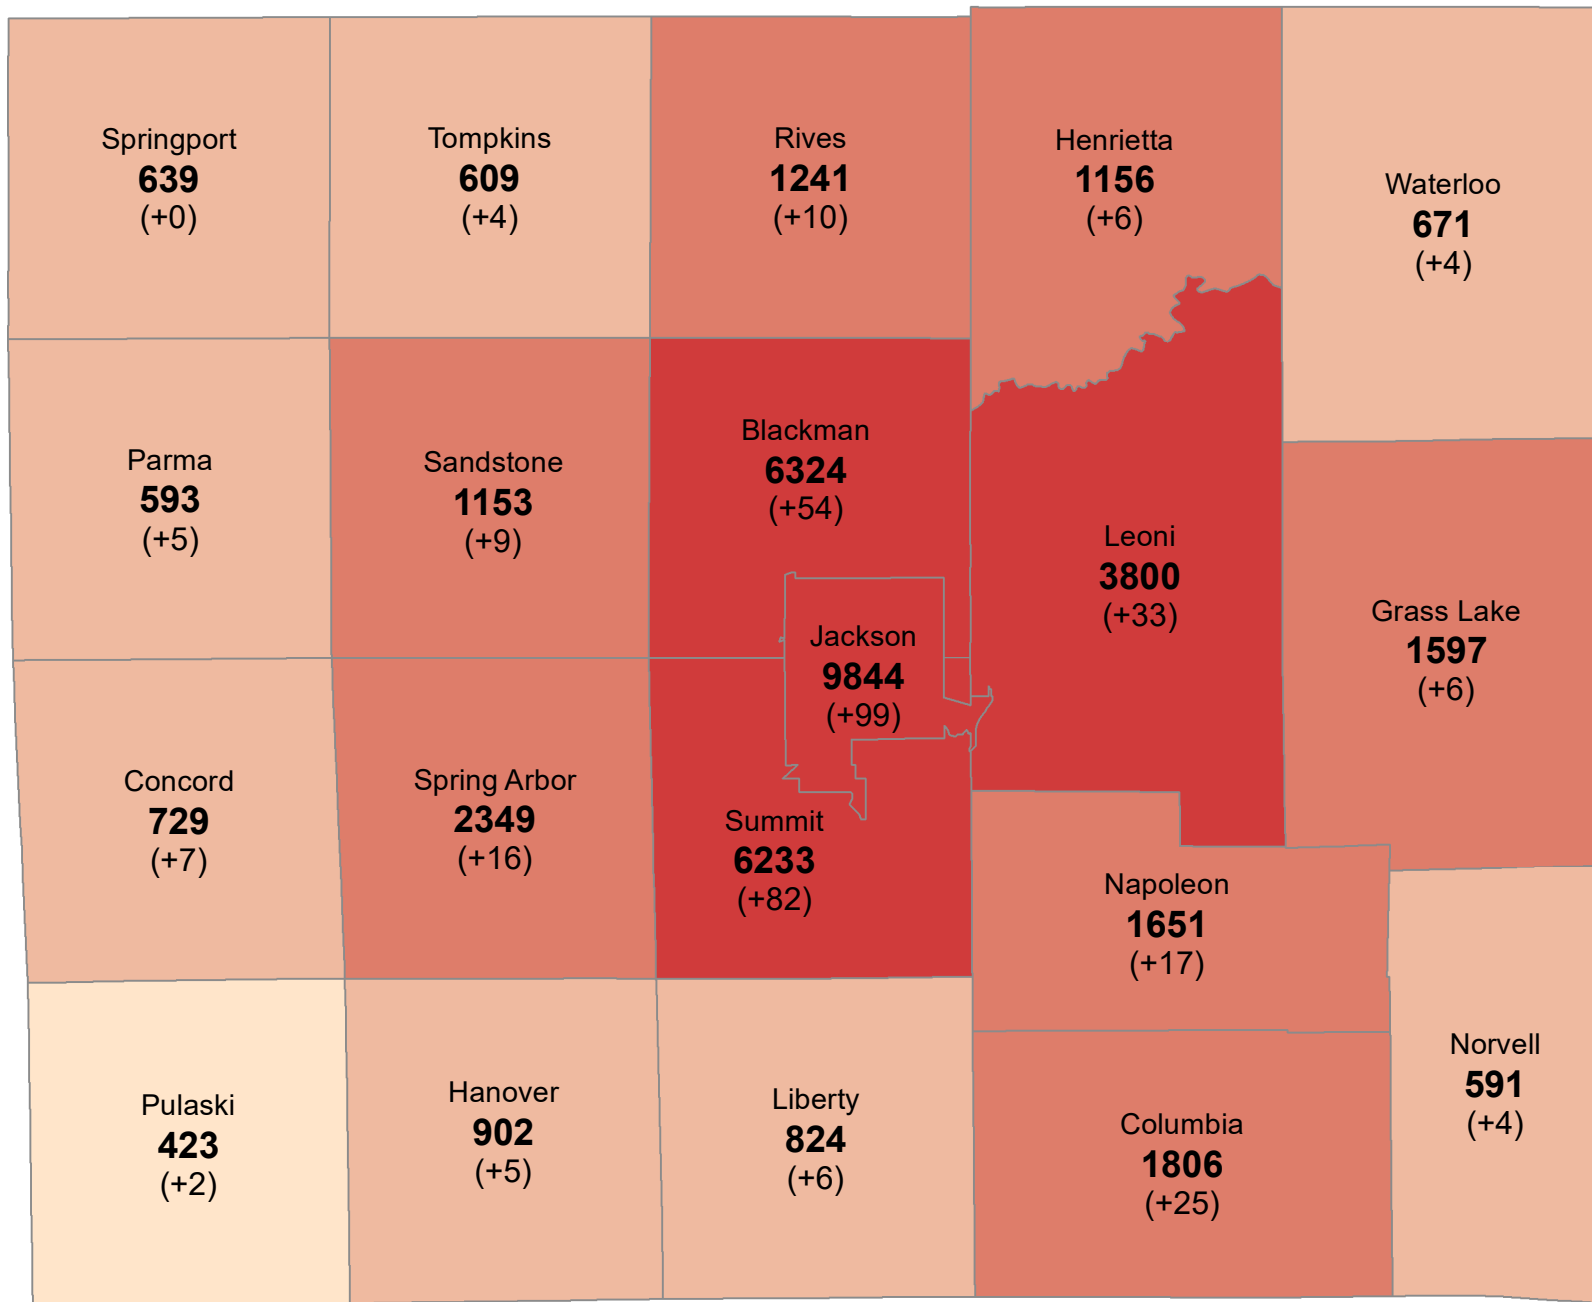 Springport
639
(+0)
Tompkins
609
(+4)
Rives
1241
(+10)
Henrietta
1156
(+6)
Waterloo
671
(+4)
Parma
593
(+5)
Sandstone
1153
(+9)
Blackman
6324
(+54)
Leoni
3800
(+33)
Grass Lake
1597
(+6)
Jackson
9844
(+99)
Concord
729
(+7)
Spring Arbor
2349
(+16)
Summit
6233
(+82)
Napoleon
1651
(+17)
Norvell
591
(+4)
Pulaski
423
(+2)
Hanover
902
(+5)
Liberty
824
(+6)
Columbia
1806
(+25)